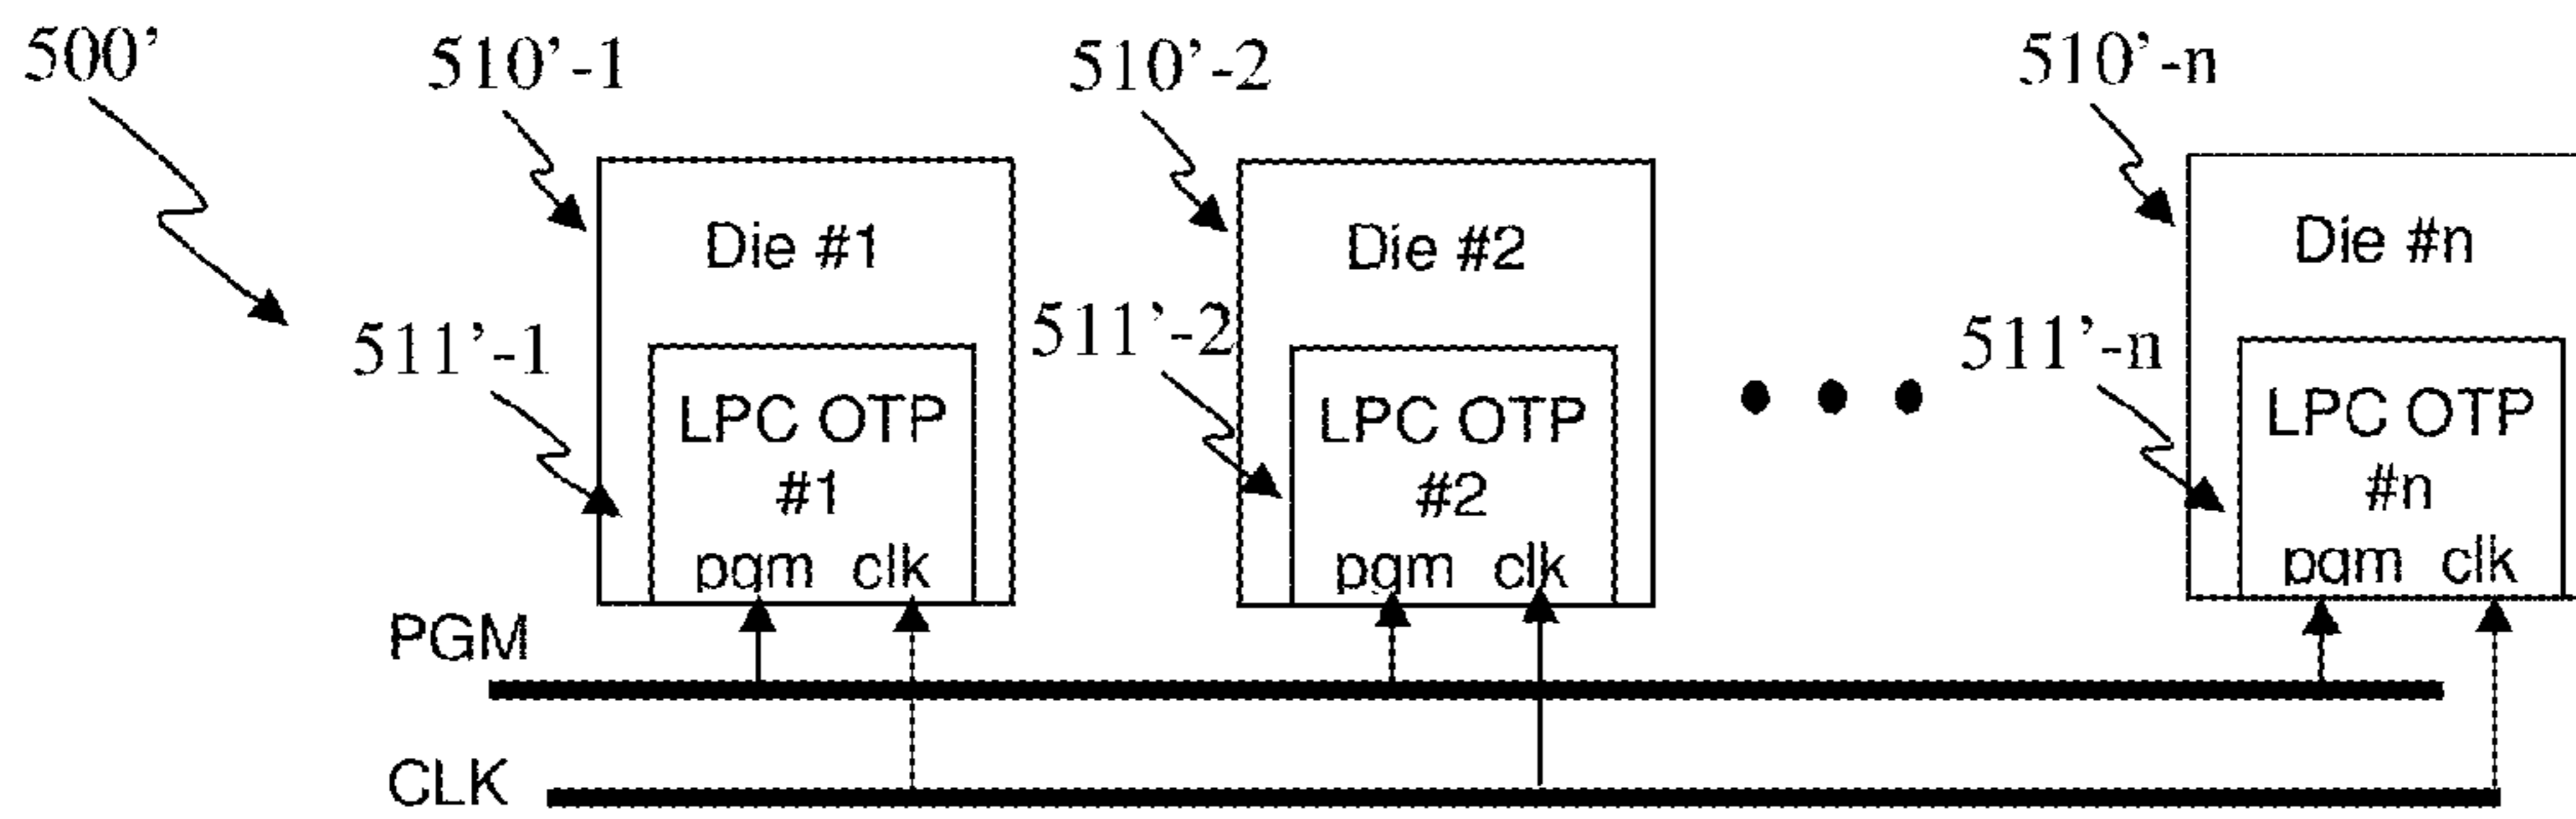 500’
510’-1
510’-2
510’-n
Die #1
Die #2
Die #n
511’-1
511’-2
511’-n
LPC OTP
#1
pgm clk
LPC OTP
#2
pgm clk
LPC OTP
#n
pgm clk
PGM
CLK